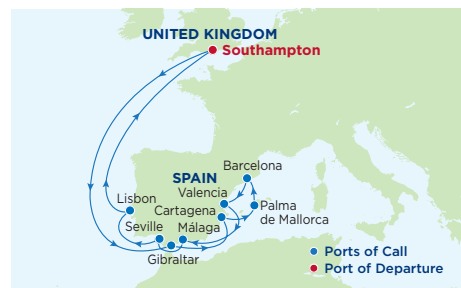 UNITED KINGDOM
Southampton
SPAIN
Barcelona
Valencia
Lisbon
Cartagena
Palma
de Mallorca
Seville
Málaga
Gibraltar
Ports of Call
Port of Departure